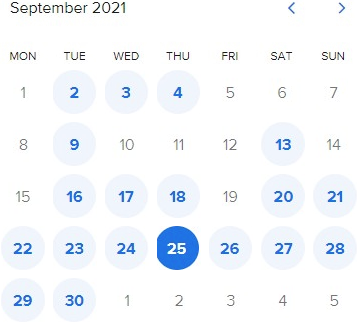 September 2021
MON TUE WED THU FRI SAT SUN
1 2 3 4 5 6 7
8 9 10 11 12 13 14
15 16 17 18 19 20 21
22 23 24 25 26 27 28
29 30 1 2 3 4 5